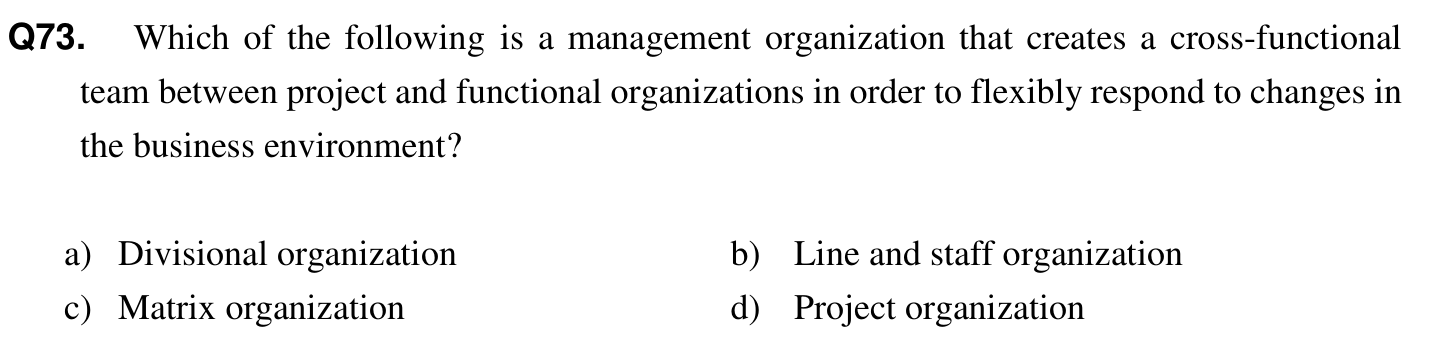 Q73. Which of the following is a management organization that creates a cross-functional
team between project and functional organizations in order to flexibly respond to changes in
the business environment?
a) Divisional organization b) Line and staff organization
c) Matrix organization d) Project organization